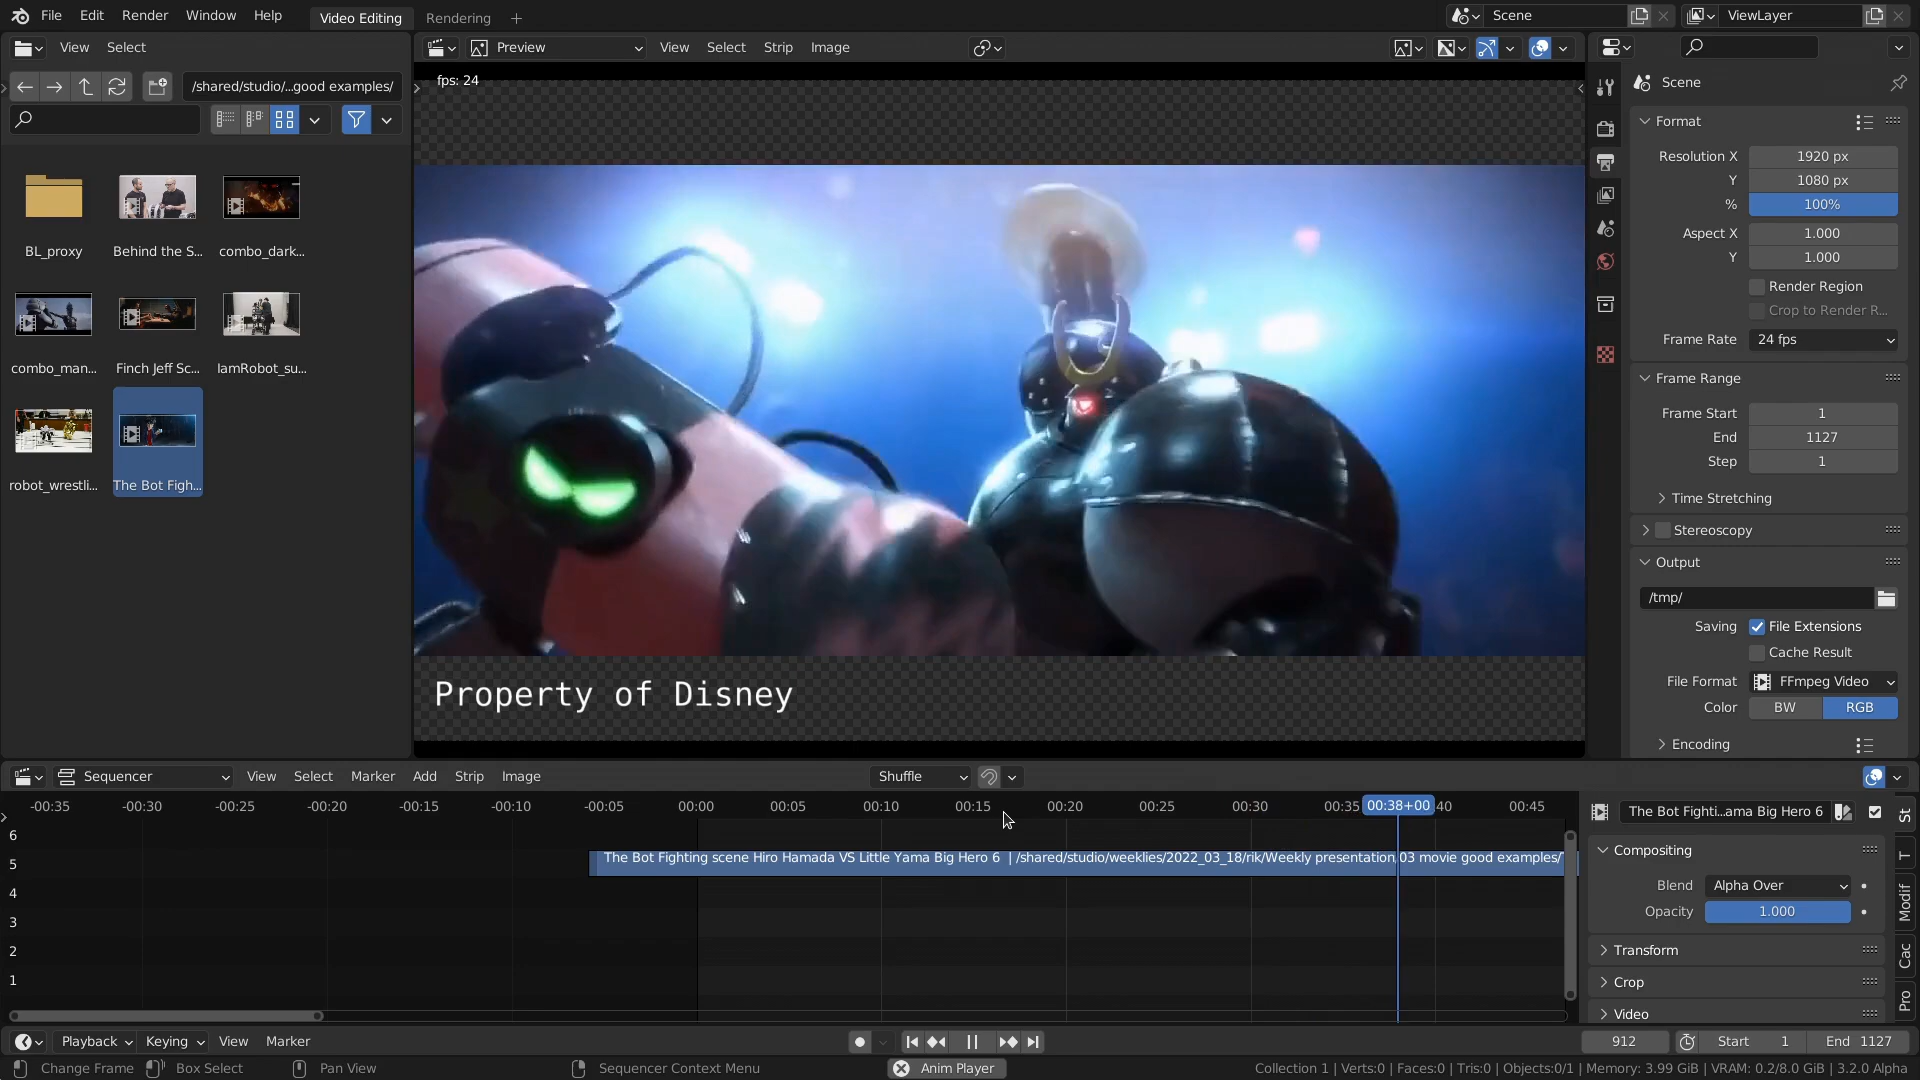 File Edit Render Window Help Video Editing Rendering + Scene ViewLayer
View Select Preview View Select Strip Image
/shared/studio/...good examples/
fps: 24
Scene
Format
Resolution X 1920 px
Y 1080 px
% 100%
Aspect X 1.000
Y 1.000
Render Region
Crop to Render R...
Frame Rate 24 fps
Frame Range
Frame Start 1
End 1127
Step 1
Time Stretching
Stereoscopy
Output
/tmp/
Saving File Extensions
Cache Result
File Format FFmpeg Video
Color BW RGB
Encoding
BL_proxy Behind the S... combo_dark...
combo_man... Finch Jeff Sc... IamRobot_su...
robot_wrestli... The Bot Figh...
Property of Disney
Sequencer View Select Marker Add Strip Image Shuffle
-00:35 -00:30 -00:25 -00:20 -00:15 -00:10 -00:05 00:00 00:05 00:10 00:15 00:20 00:25 00:30 00:35 00:38+00 40 00:45
6
5 The Bot Fighting scene Hiro Hamada VS Little Yama Big Hero 6 | /shared/studio/weeklies/2022_03_18/rik/Weekly presentation 03 movie good examples/
4
3
2
1
The Bot Fighti...ama Big Hero 6
Compositing
Blend Alpha Over
Opacity 1.000
Transform
Crop
Video
St
T
Modif
Cac
Pro
Playback Keying View Marker 912 Start 1 End 1127
Change Frame Box Select Pan View Sequencer Context Menu Anim Player Collection 1 | Verts:0 | Faces:0 | Tris:0 | Objects:0/1 | Memory: 3.99 GiB | VRAM: 0.2/8.0 GiB | 3.2.0 Alpha